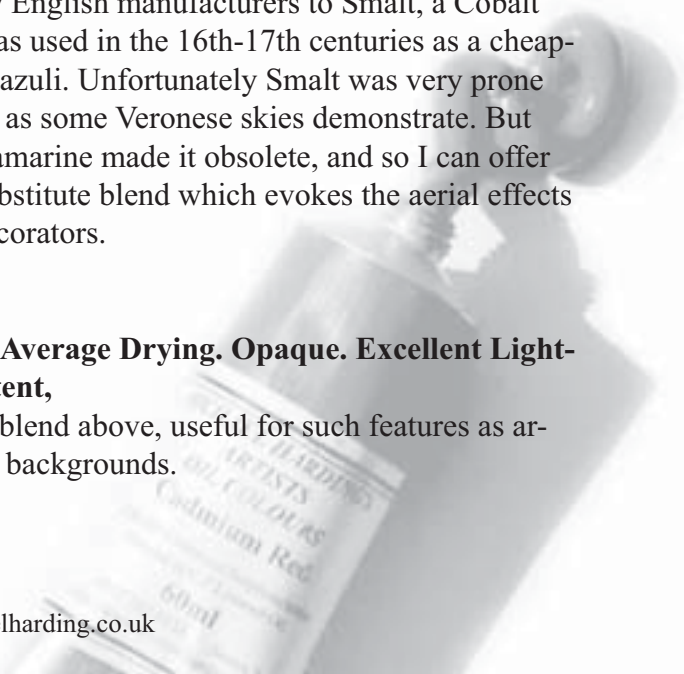 English manufacturers to Smalt, a Cobalt
as used in the 16th-17th centuries as a cheap-
azuli. Unfortunately Smalt was very prone
as some Veronese skies demonstrate. But
amarine made it obsolete, and so I can offer
bstitute blend which evokes the aerial effects
corators.
Average Drying. Opaque. Excellent Light-
tent,
blend above, useful for such features as ar-
backgrounds.
HARDINGS
ARTISTS
OIL COLOURS
Cadmium Red
60ml
lharding.co.uk